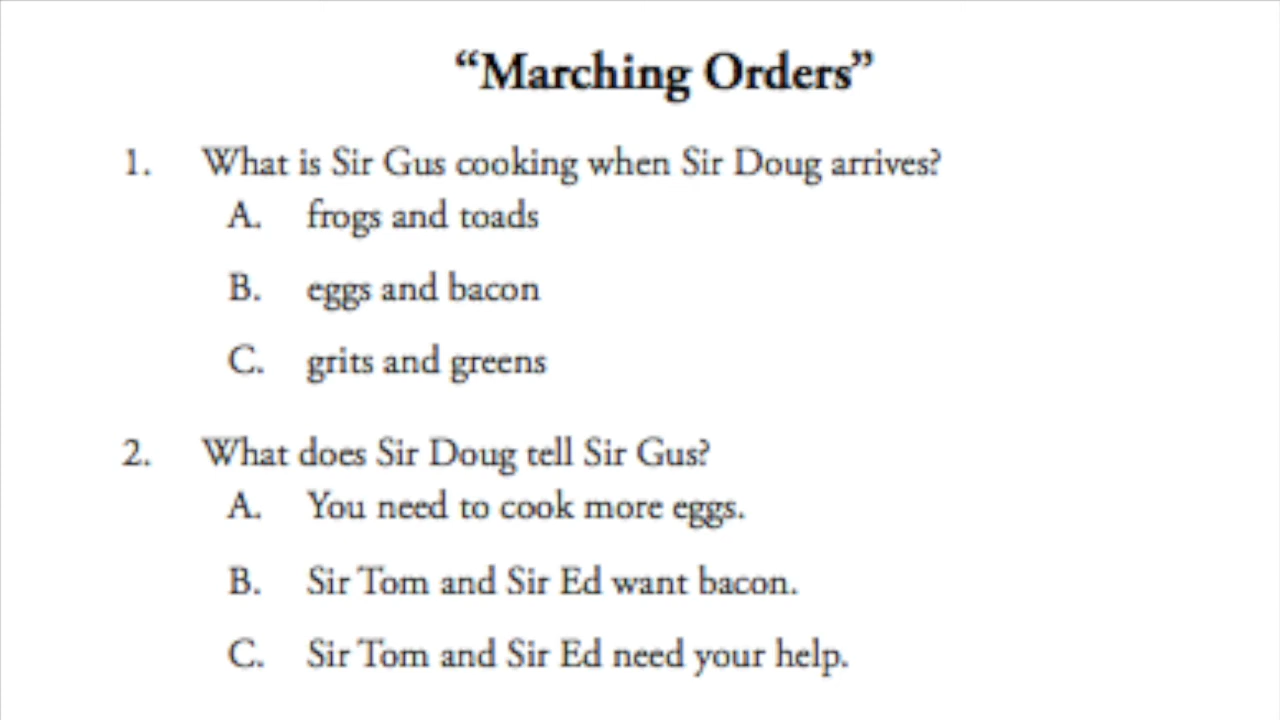 “Marching Orders”
1. What is Sir Gus cooking when Sir Doug arrives?
A. frogs and toads
B. eggs and bacon
C. grits and greens
2. What does Sir Doug tell Sir Gus?
A. You need to cook more eggs.
B. Sir Tom and Sir Ed want bacon.
C. Sir Tom and Sir Ed need your help.